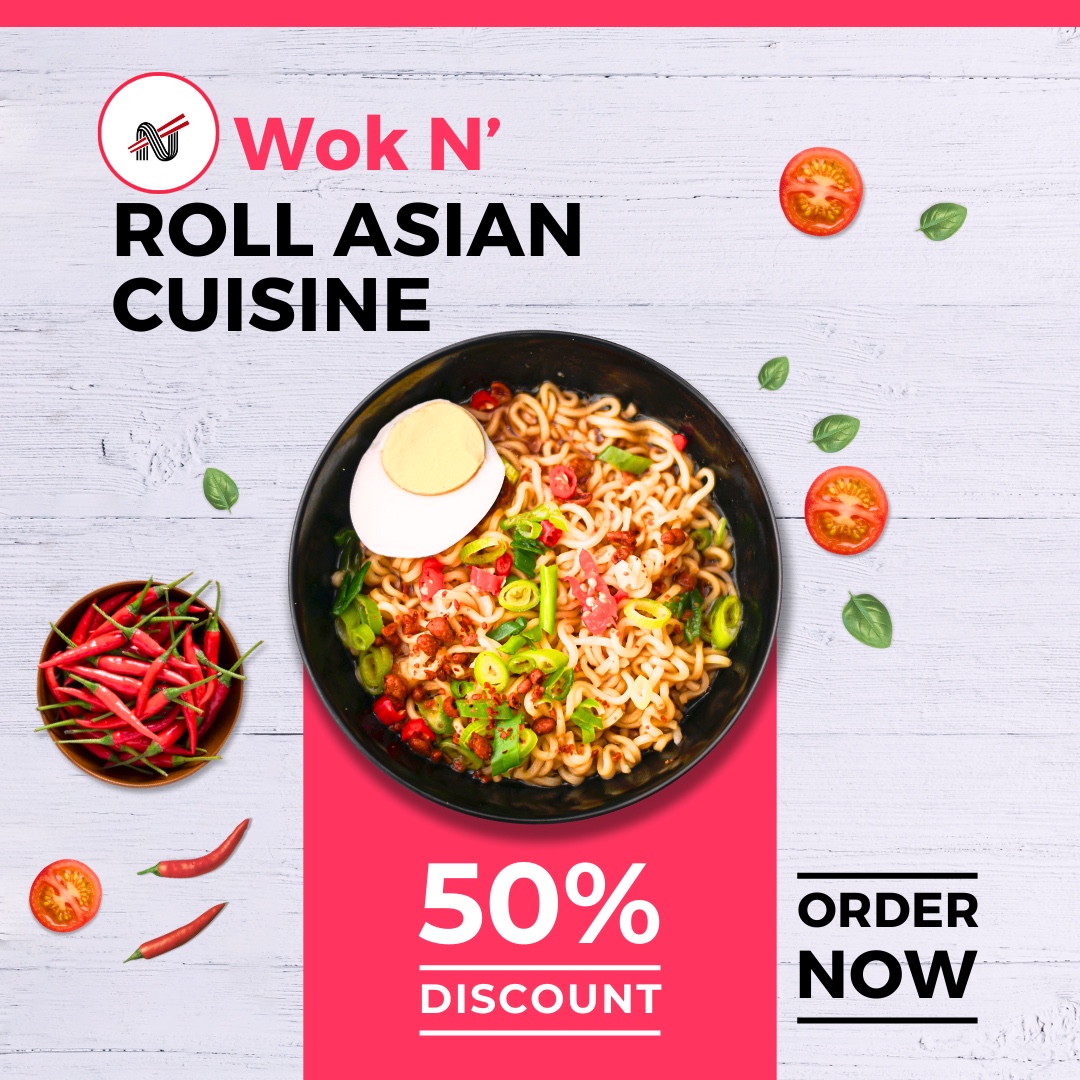 Wok N’
ROLL ASIAN
CUISINE
50%
DISCOUNT
ORDER
NOW